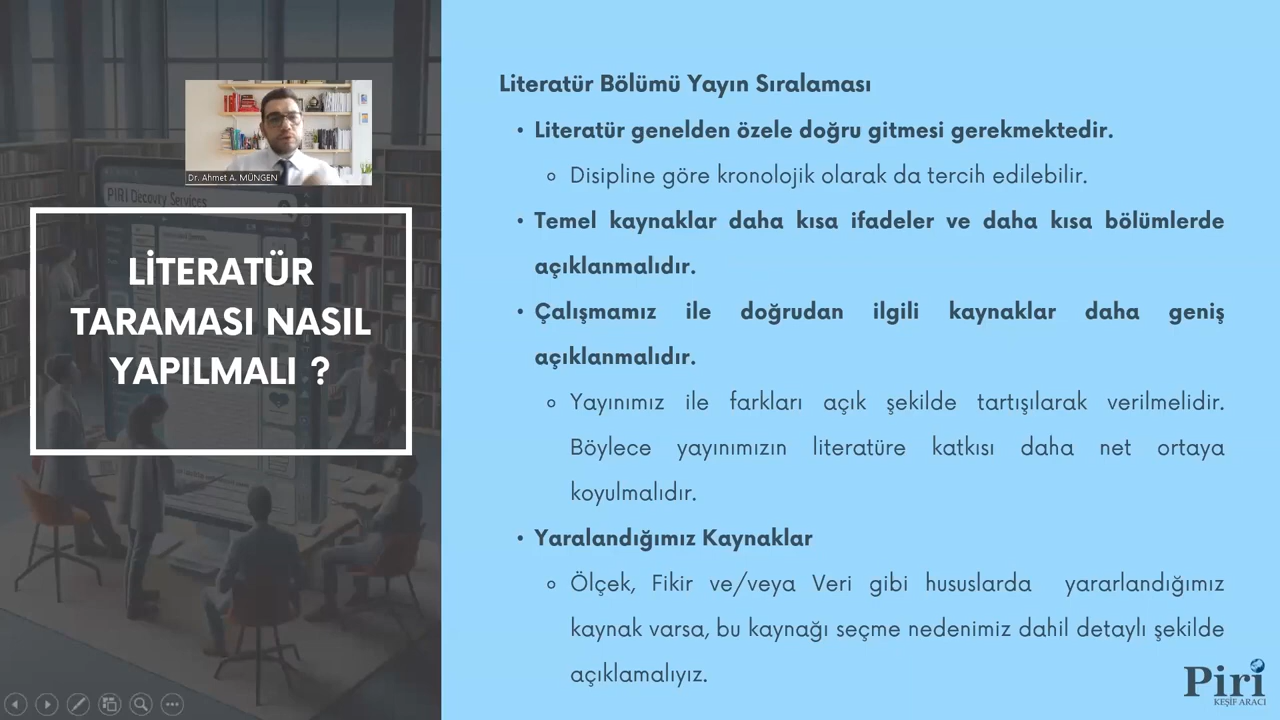 Dr. Ahmet A. MÜNGEN
PIRI Decovry Services
LİTERATÜR
TARAMASI NASIL
YAPILMALI ?
Literatür Bölümü Yayın Sıralaması
• Literatür genelden özele doğru gitmesi gerekmektedir.
Disipline göre kronolojik olarak da tercih edilebilir.
• Temel kaynaklar daha kısa ifadeler ve daha kısa bölümlerde
açıklanmalıdır.
• Çalışmamız ile doğrudan ilgili kaynaklar daha geniş
açıklanmalıdır.
Yayınımız ile farkları açık şekilde tartışılarak verilmelidir.
Böylece yayınımızın literatüre katkısı daha net ortaya
koyulmalıdır.
• Yaralandığımız Kaynaklar
Ölçek, Fikir ve/veya Veri gibi hususlarda yararlandığımız
kaynak varsa, bu kaynağı seçme nedenimiz dahil detaylı şekilde
açıklamalıyız.
Piri
KEŞİF ARACI